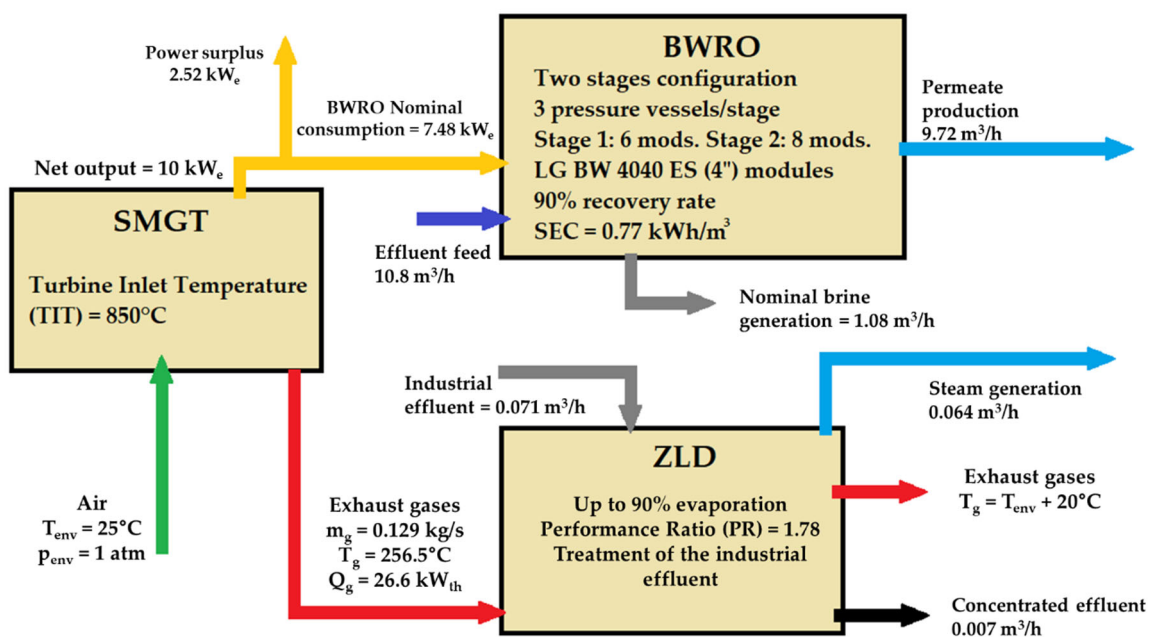 Power surplus
2.52 kWₑ
BWRO Nominal
consumption = 7.48 kWₑ
Net output = 10 kWₑ
SMGT
Turbine Inlet Temperature
(TIT) = 850°C
BWRO
Two stages configuration
3 pressure vessels/stage
Stage 1: 6 mods. Stage 2: 8 mods.
LG BW 4040 ES (4") modules
90% recovery rate
SEC = 0.77 kWh/m³
Permeate
production
9.72 m³/h
Effluent feed
10.8 m³/h
Nominal brine
generation = 1.08 m³/h
Industrial
effluent = 0.071 m³/h
Steam generation
0.064 m³/h
Air
Tₑₙᵥ = 25°C
pₑₙᵥ = 1 atm
Exhaust gases
m_g = 0.129 kg/s
T_g = 256.5°C
Q_g = 26.6 kWₜₕ
ZLD
Up to 90% evaporation
Performance Ratio (PR) = 1.78
Treatment of the industrial
effluent
Exhaust gases
T_g = Tₑₙᵥ + 20°C
Concentrated effluent
0.007 m³/h